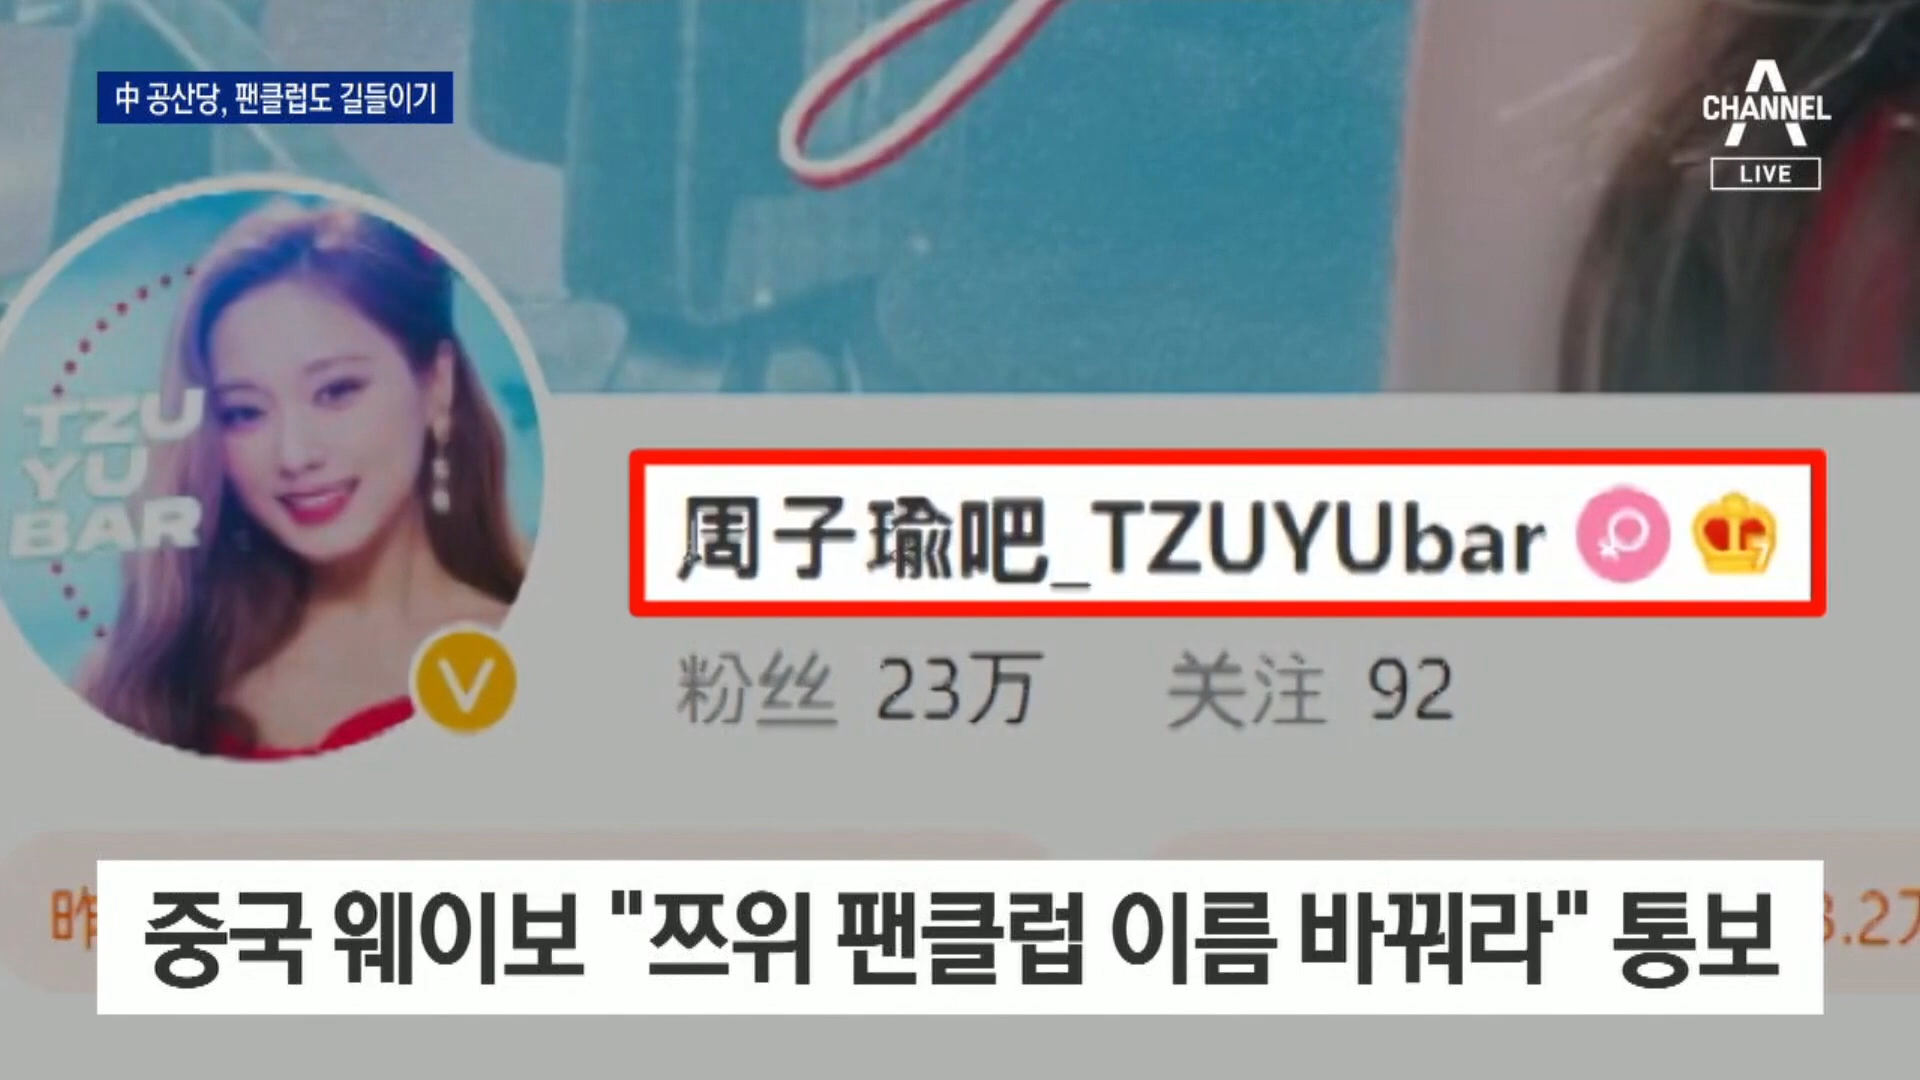 中 공산당, 팬클럽도 길들이기
CHANNEL A
LIVE
TZU
YU
BAR
V
周子瑜吧_TZUYUbar
7
粉丝 23万 关注 92
중국 웨이보 "쯔위 팬클럽 이름 바꿔라" 통보